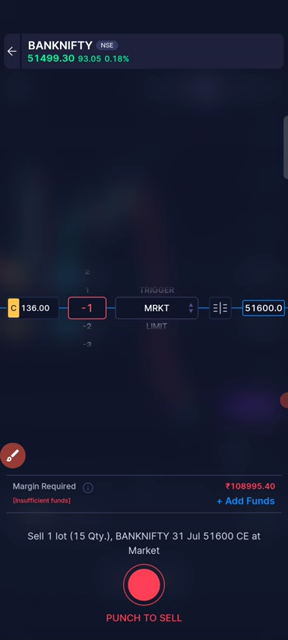 BANKNIFTY NSE
51499.30 93.05 0.18%
1 TRIGGER
C 136.00 -1 MRKT 51600.0
-2 LIMIT
-3
Margin Required ₹108995.40
[Insufficient funds] + Add Funds
Sell 1 lot (15 Qty.), BANKNIFTY 31 Jul 51600 CE at
Market
PUNCH TO SELL